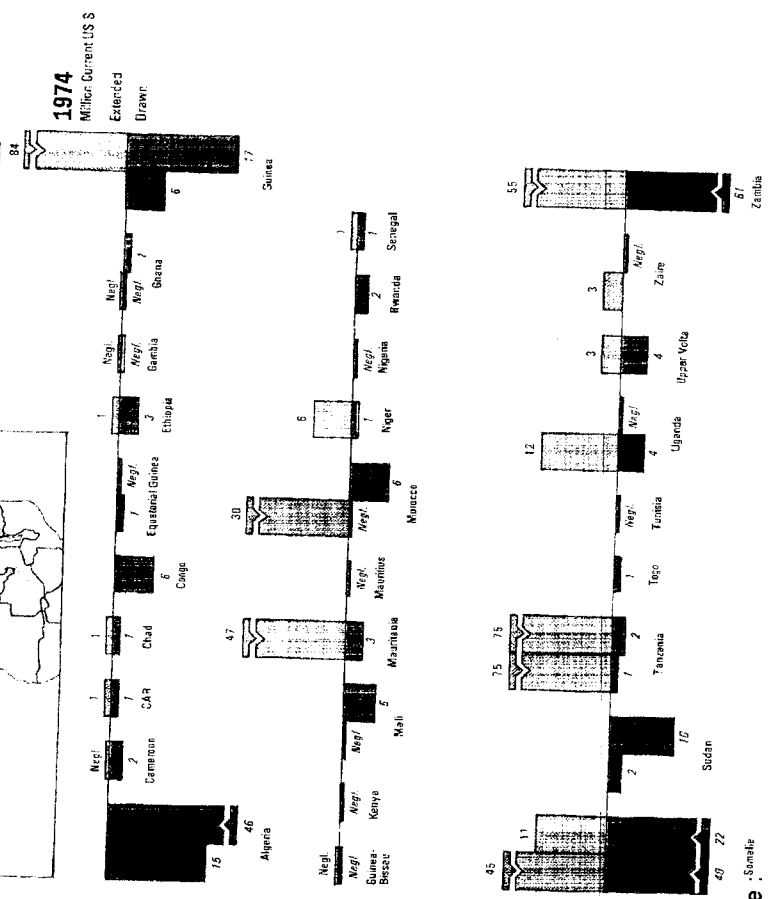 1974
Million Current US $
Extended
Drawn
84
17
6
Guinea
1
Ghana
Negl.
Negl.
Negl.
Negl.
Gambia
1
3
Ethiopia
Negl.
1
Equatorial Guinea
6
Congo
1
1
Chad
1
1
CAR
Negl.
2
Cameroon
46
15
Algeria
1
1
Senegal
2
Rwanda
Negl.
Nigeria
6
1
Niger
30
Negl.
6
Morocco
Negl.
Mauritius
47
3
Mauritania
5
Negl.
Mali
Negl.
Kenya
Negl.
Negl.
Guinea-
Bissau
55
61
Zambia
3
Negl.
Zaire
3
4
Upper Volta
12
Negl.
4
Uganda
Negl.
Tunisia
1
Togo
75
75
1
2
Tanzania
16
2
Sudan
45
11
49
22
Somalie